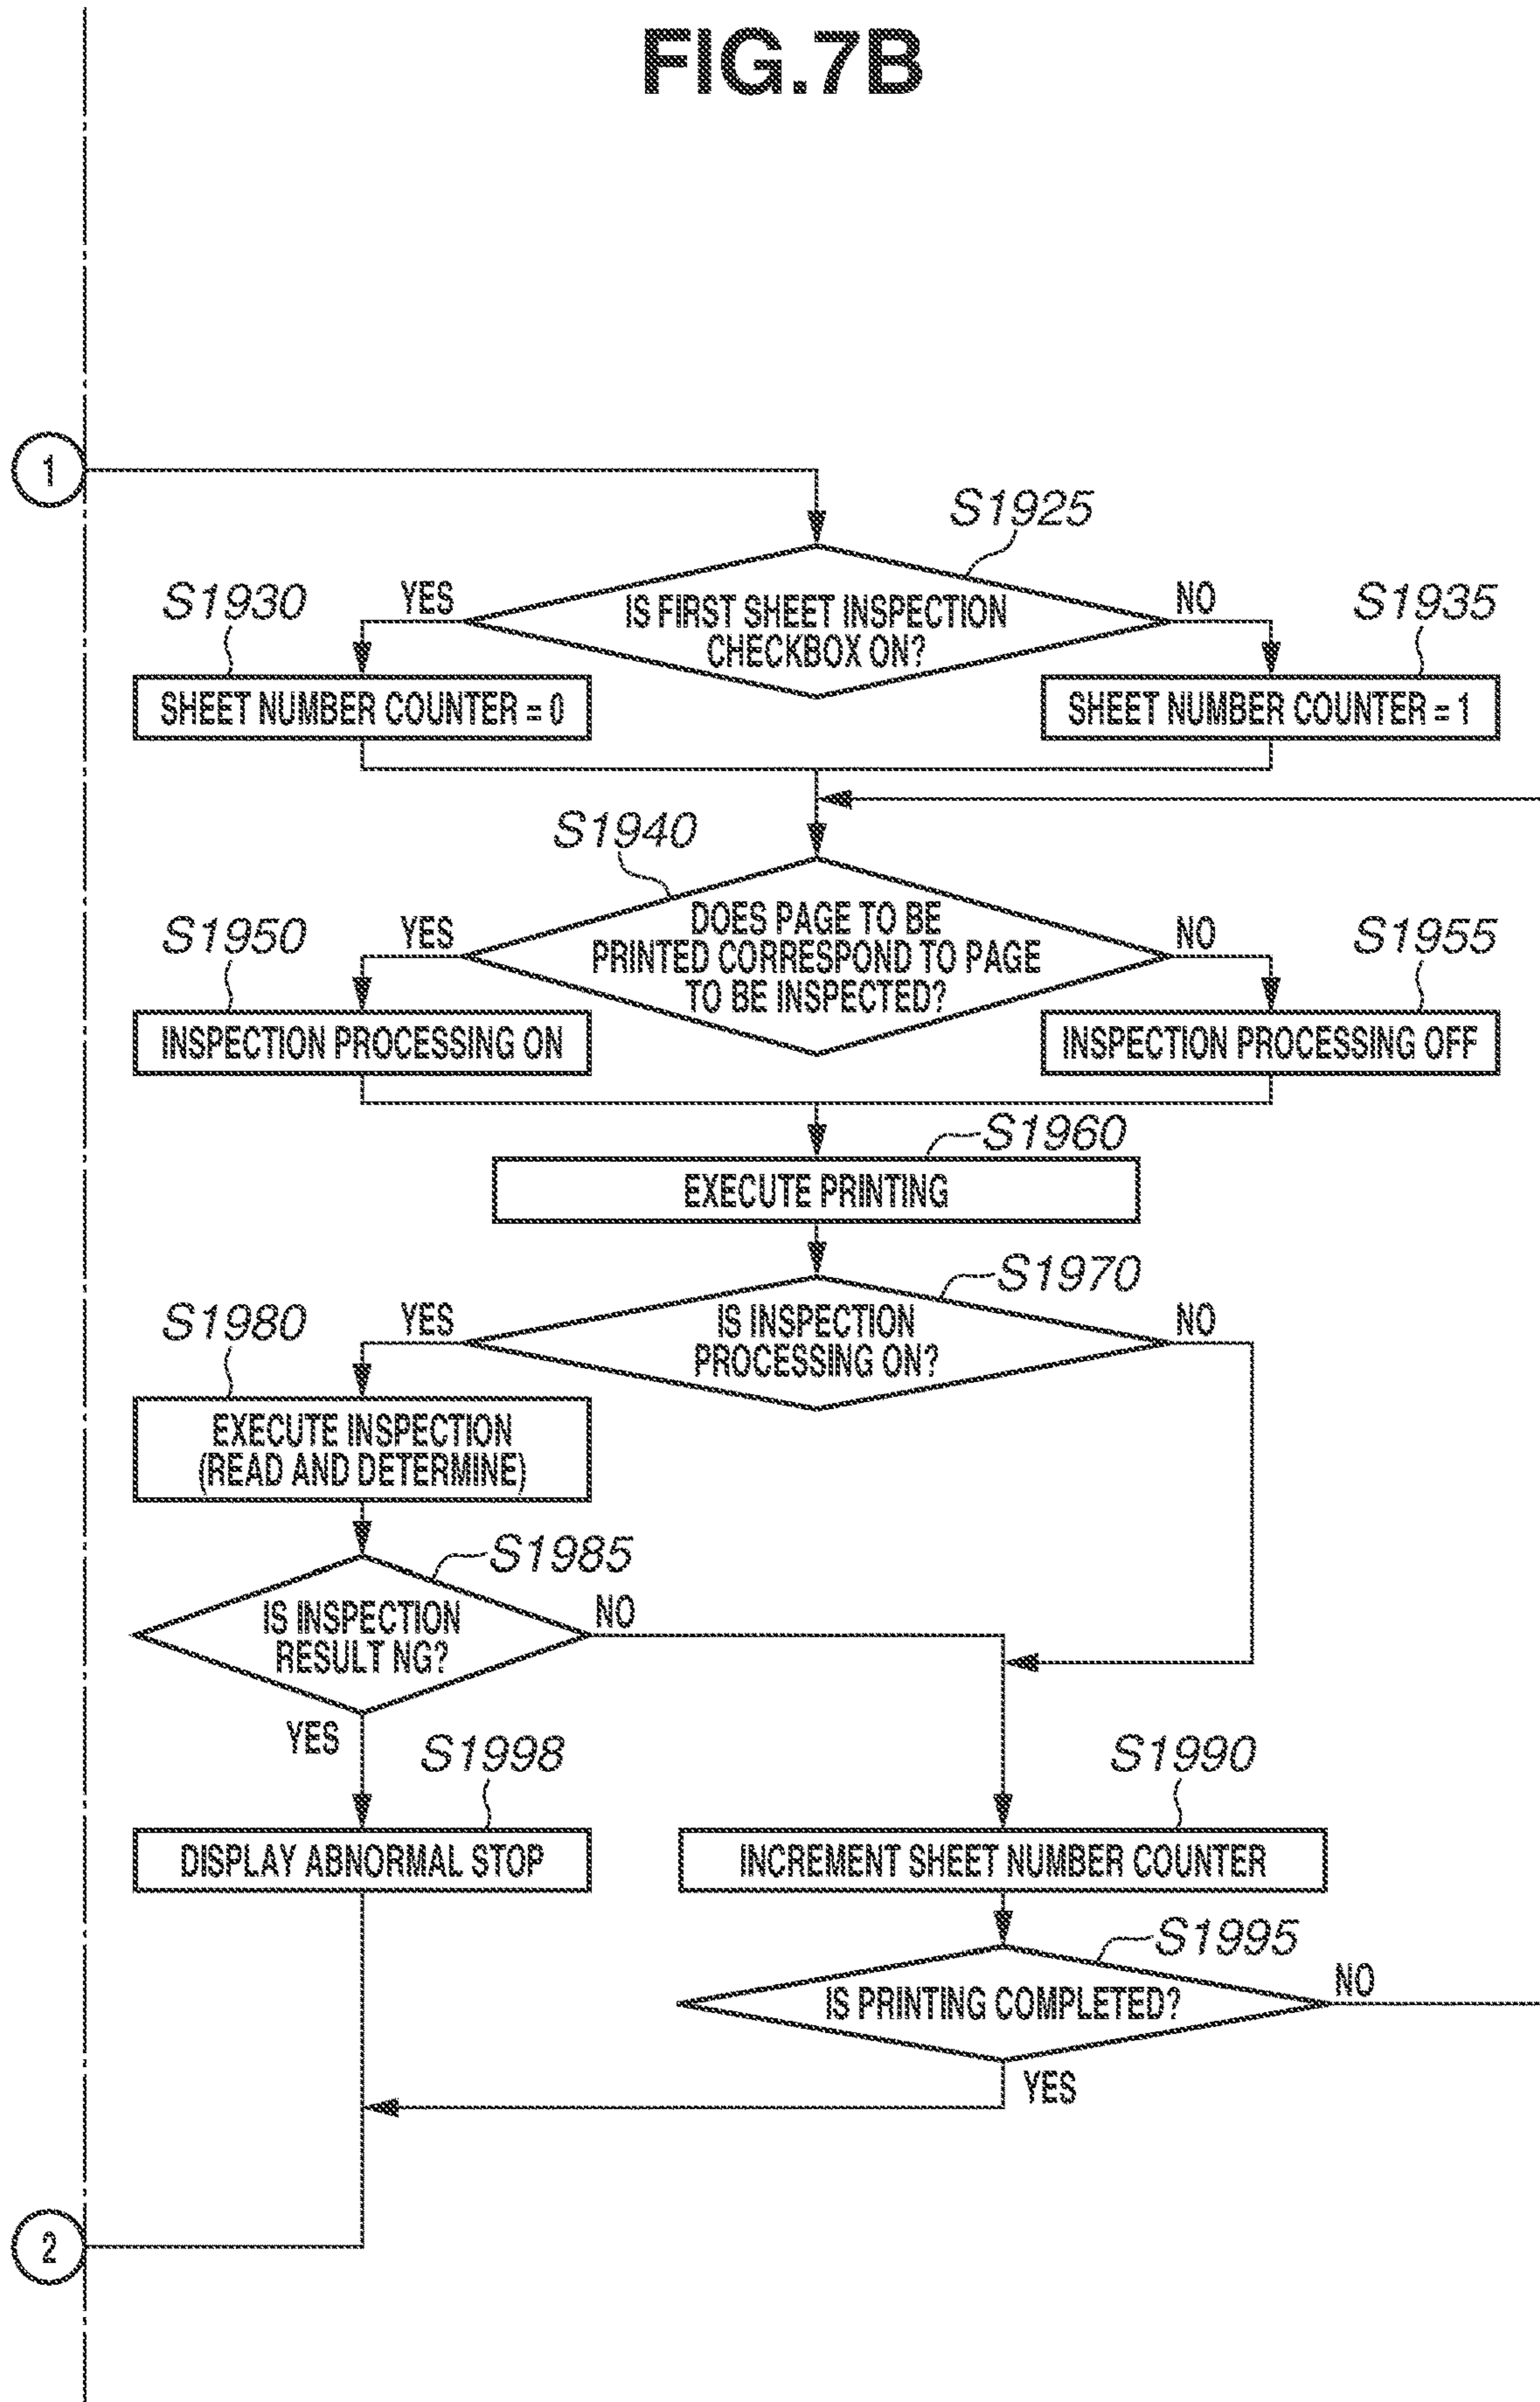 FIG.7B
1
S1925
S1930
YES
IS FIRST SHEET INSPECTION
CHECKBOX ON?
NO
S1935
SHEET NUMBER COUNTER = 0
SHEET NUMBER COUNTER = 1
S1940
S1950
YES
DOES PAGE TO BE
PRINTED CORRESPOND TO PAGE
TO BE INSPECTED?
NO
S1955
INSPECTION PROCESSING ON
INSPECTION PROCESSING OFF
S1960
EXECUTE PRINTING
S1970
S1980
YES
IS INSPECTION
PROCESSING ON?
NO
EXECUTE INSPECTION
(READ AND DETERMINE)
S1985
IS INSPECTION
RESULT NG?
NO
YES
S1998
S1990
DISPLAY ABNORMAL STOP
INCREMENT SHEET NUMBER COUNTER
S1995
IS PRINTING COMPLETED?
NO
YES
2